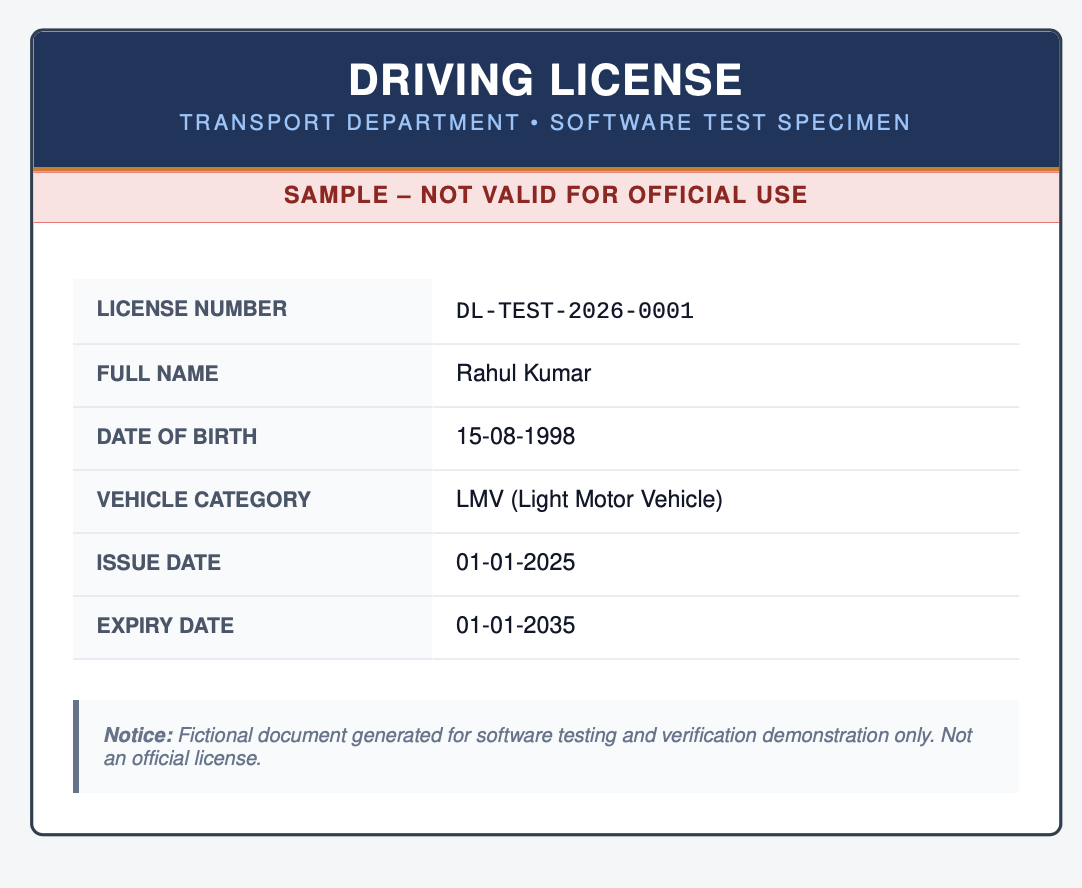 DRIVING LICENSE
TRANSPORT DEPARTMENT • SOFTWARE TEST SPECIMEN
SAMPLE – NOT VALID FOR OFFICIAL USE
LICENSE NUMBER DL-TEST-2026-0001
FULL NAME Rahul Kumar
DATE OF BIRTH 15-08-1998
VEHICLE CATEGORY LMV (Light Motor Vehicle)
ISSUE DATE 01-01-2025
EXPIRY DATE 01-01-2035
Notice: Fictional document generated for software testing and verification demonstration only. Not
an official license.